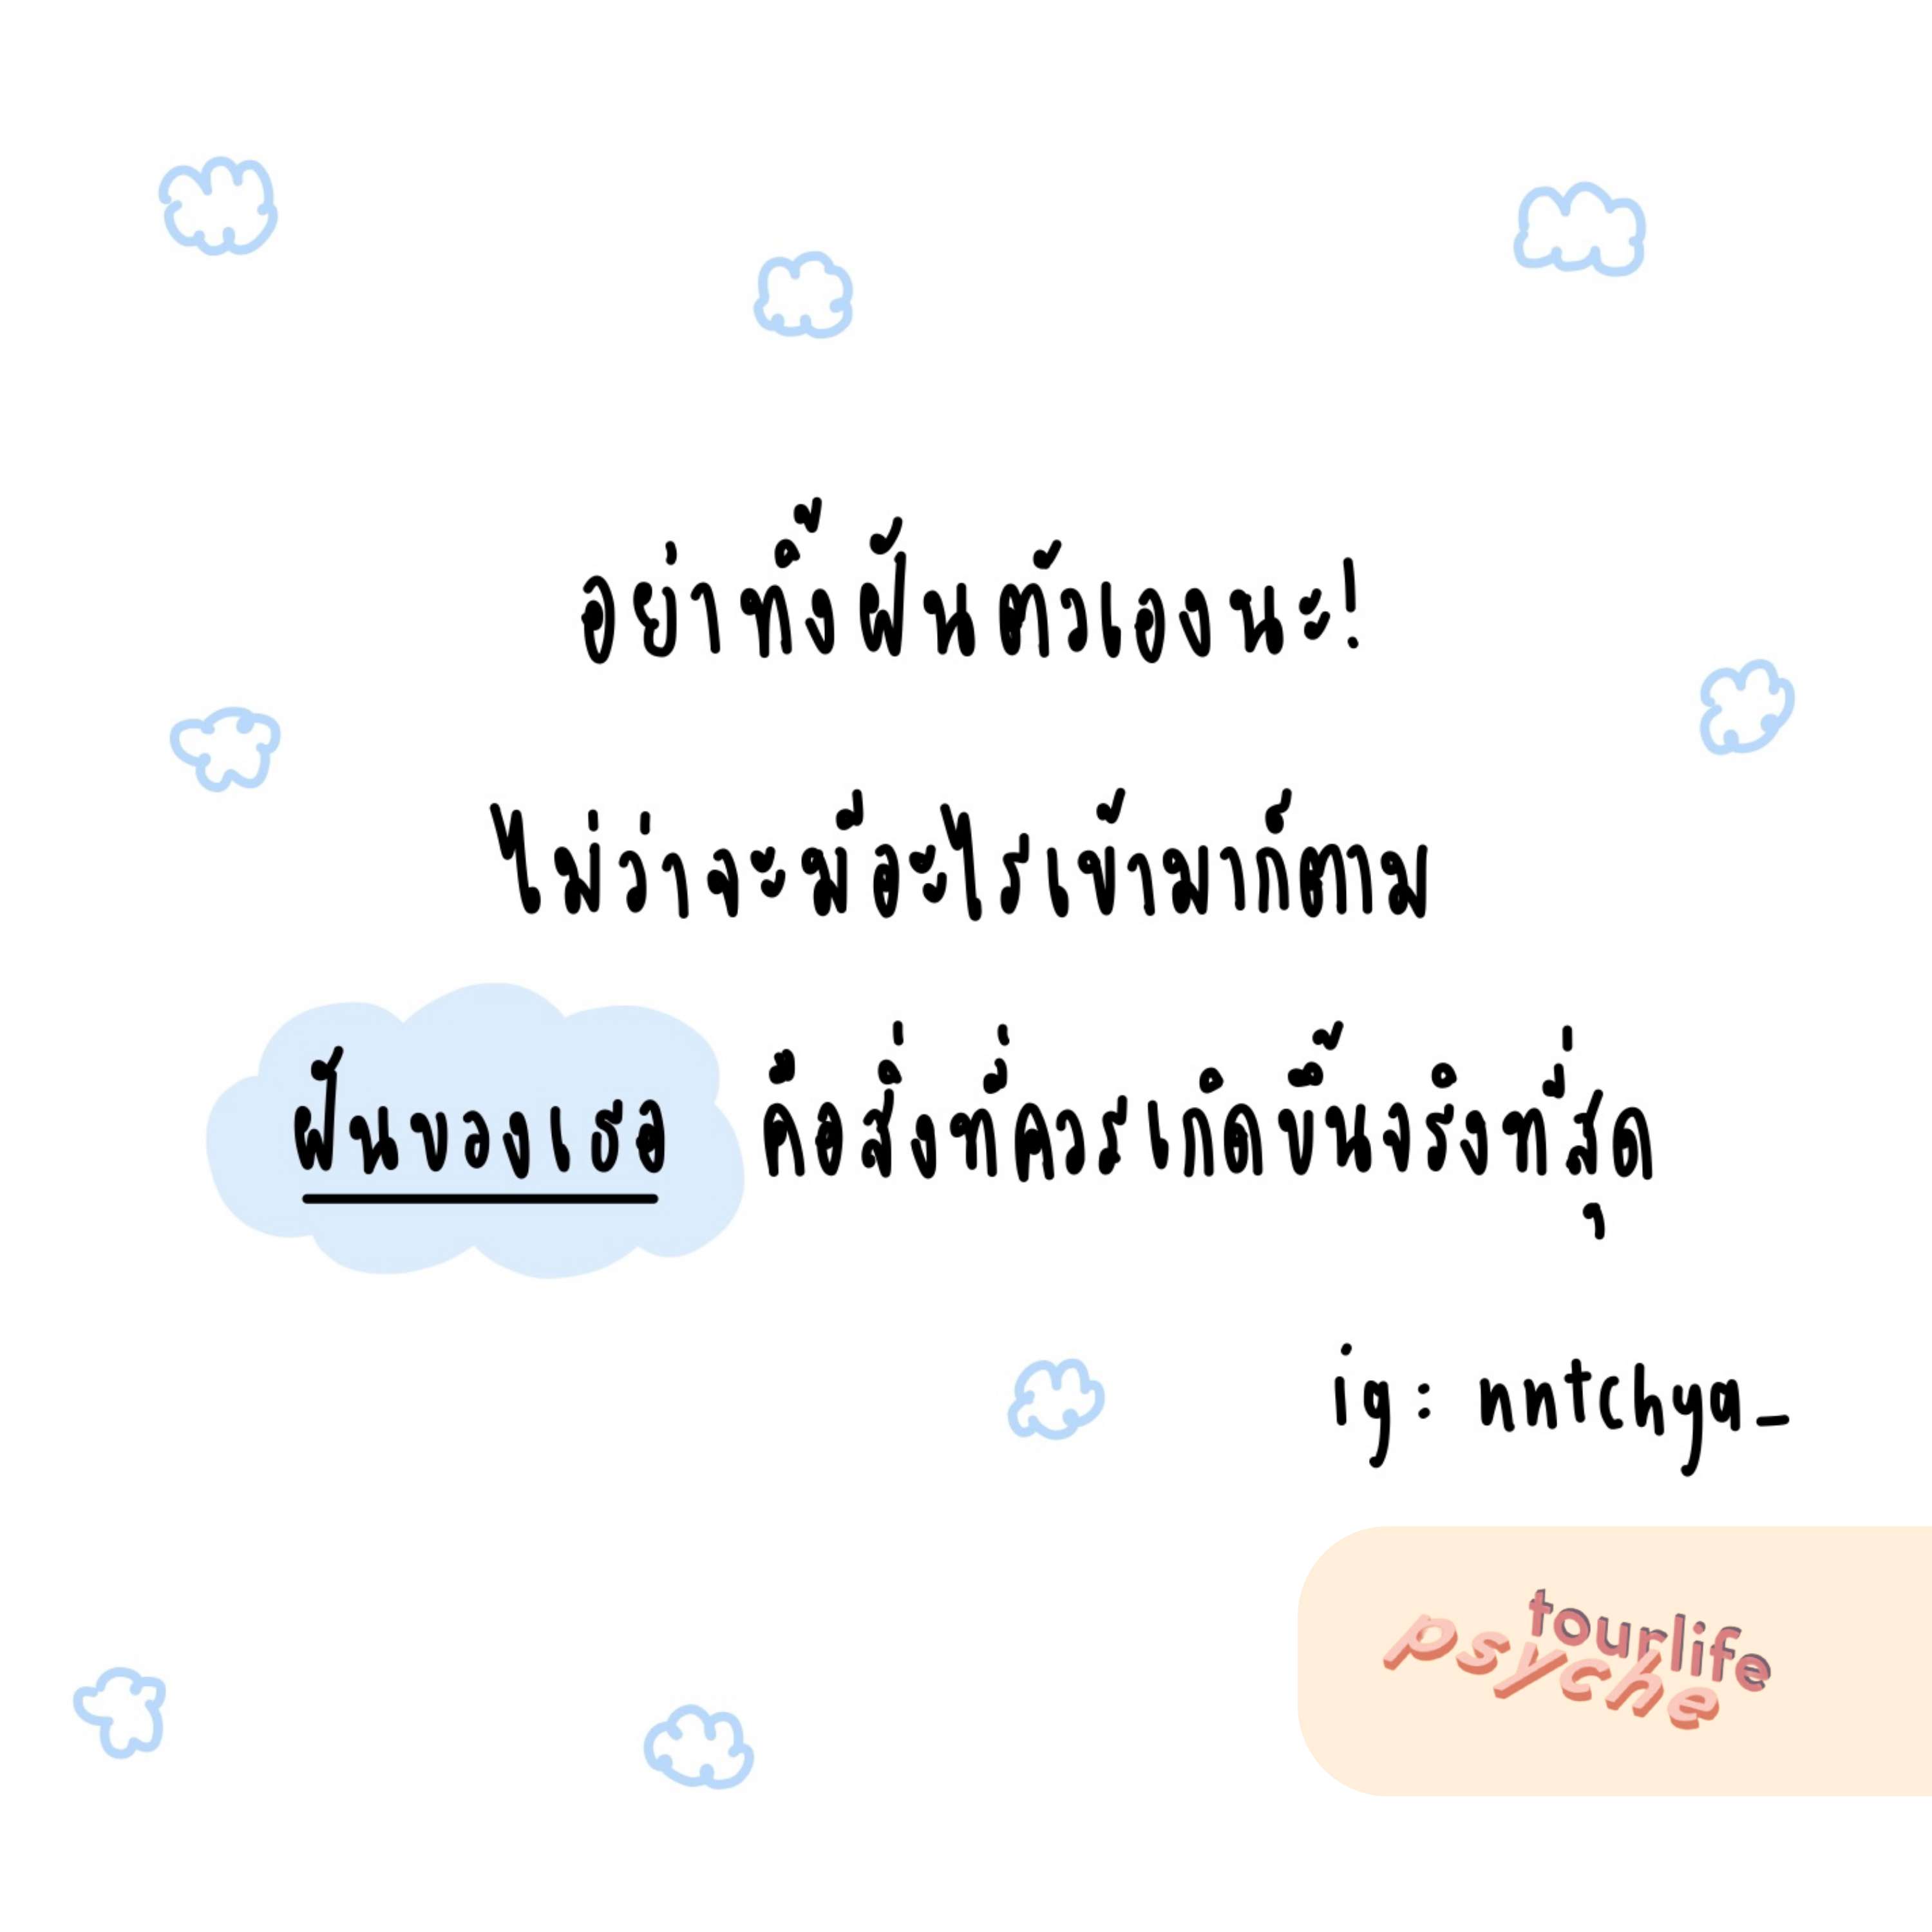 อย่าทิ้งฝันตัวเองนะ!
ไม่ว่าจะมีอะไรเข้ามาก็ตาม
ฝันของเธอ คือสิ่งที่ควรเกิดขึ้นจริงที่สุด
ig: nntchya_
tourlife
psyche